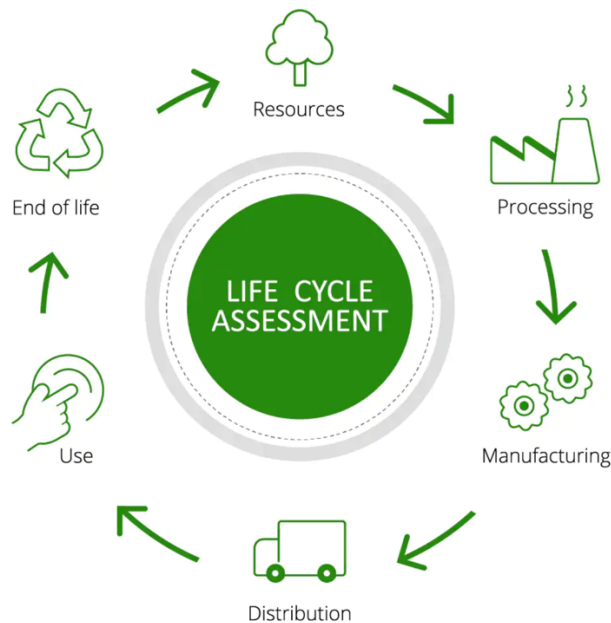 Resources
Processing
Manufacturing
Distribution
Use
End of life
LIFE CYCLE
ASSESSMENT